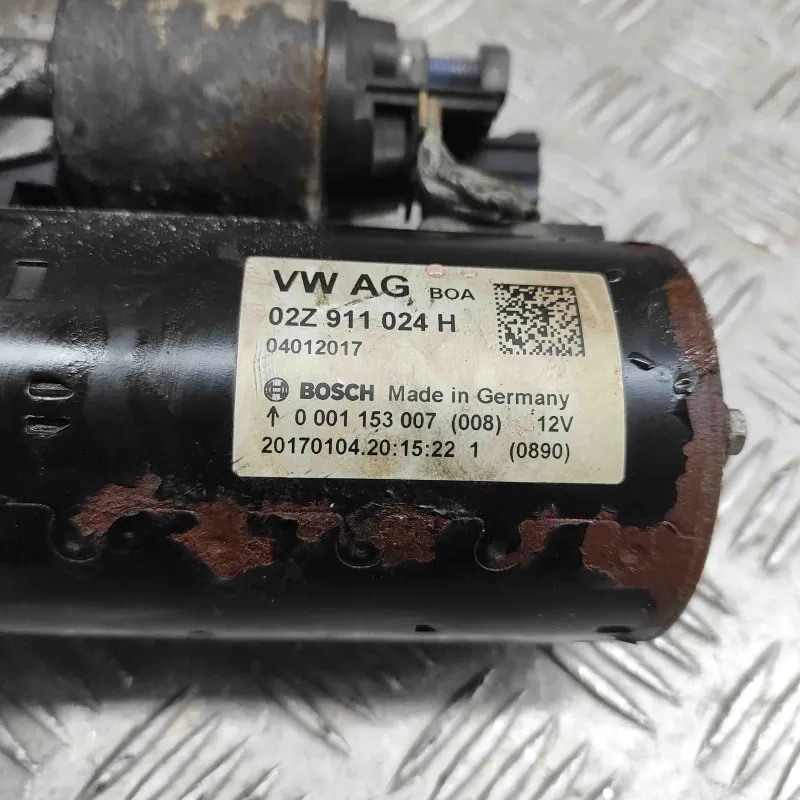 VW AG BOA
02Z 911 024 H
04012017
BOSCH Made in Germany
↑ 0 001 153 007 (008) 12V
20170104.20:15:22 1 (0890)